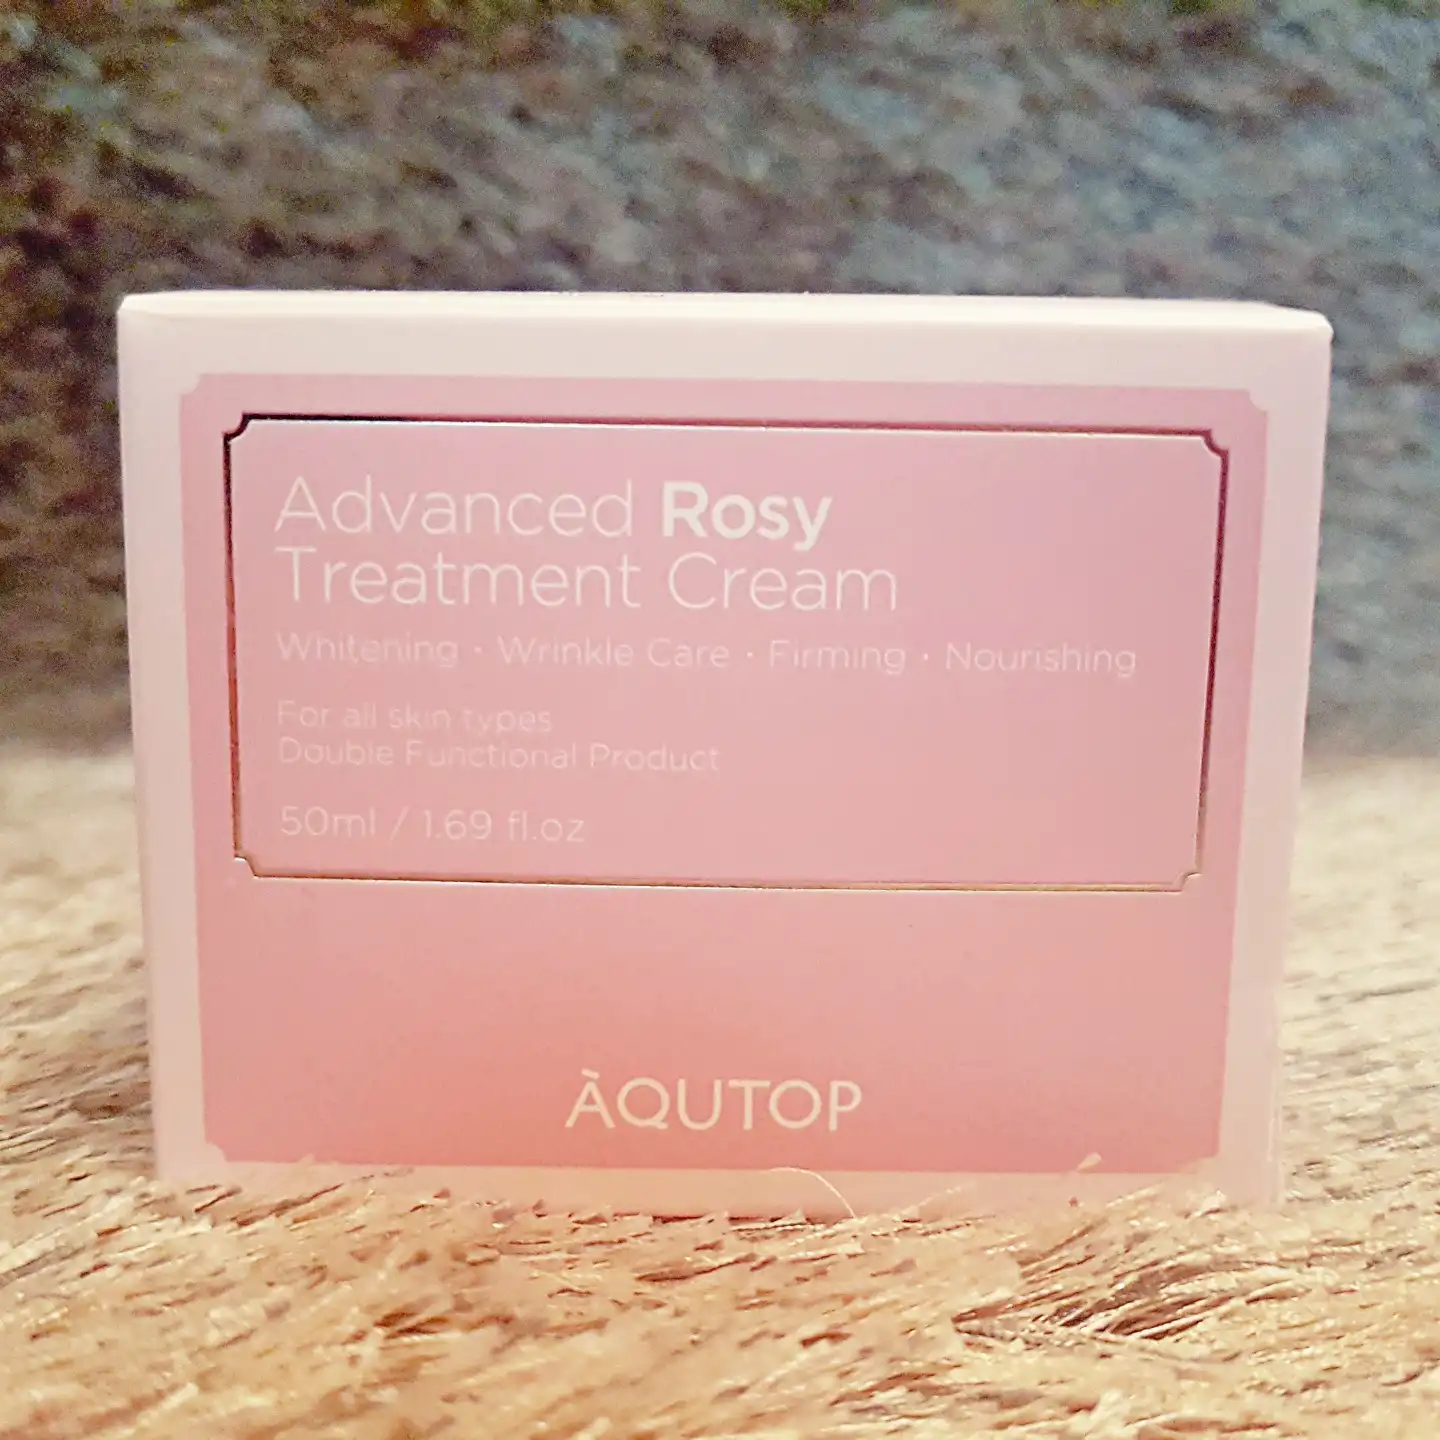 Advanced Rosy
Treatment Cream
Whitening · Wrinkle Care · Firming · Nourishing
For all skin types
Double Functional Product
50ml / 1.69 fl.oz
ÀQUTOP